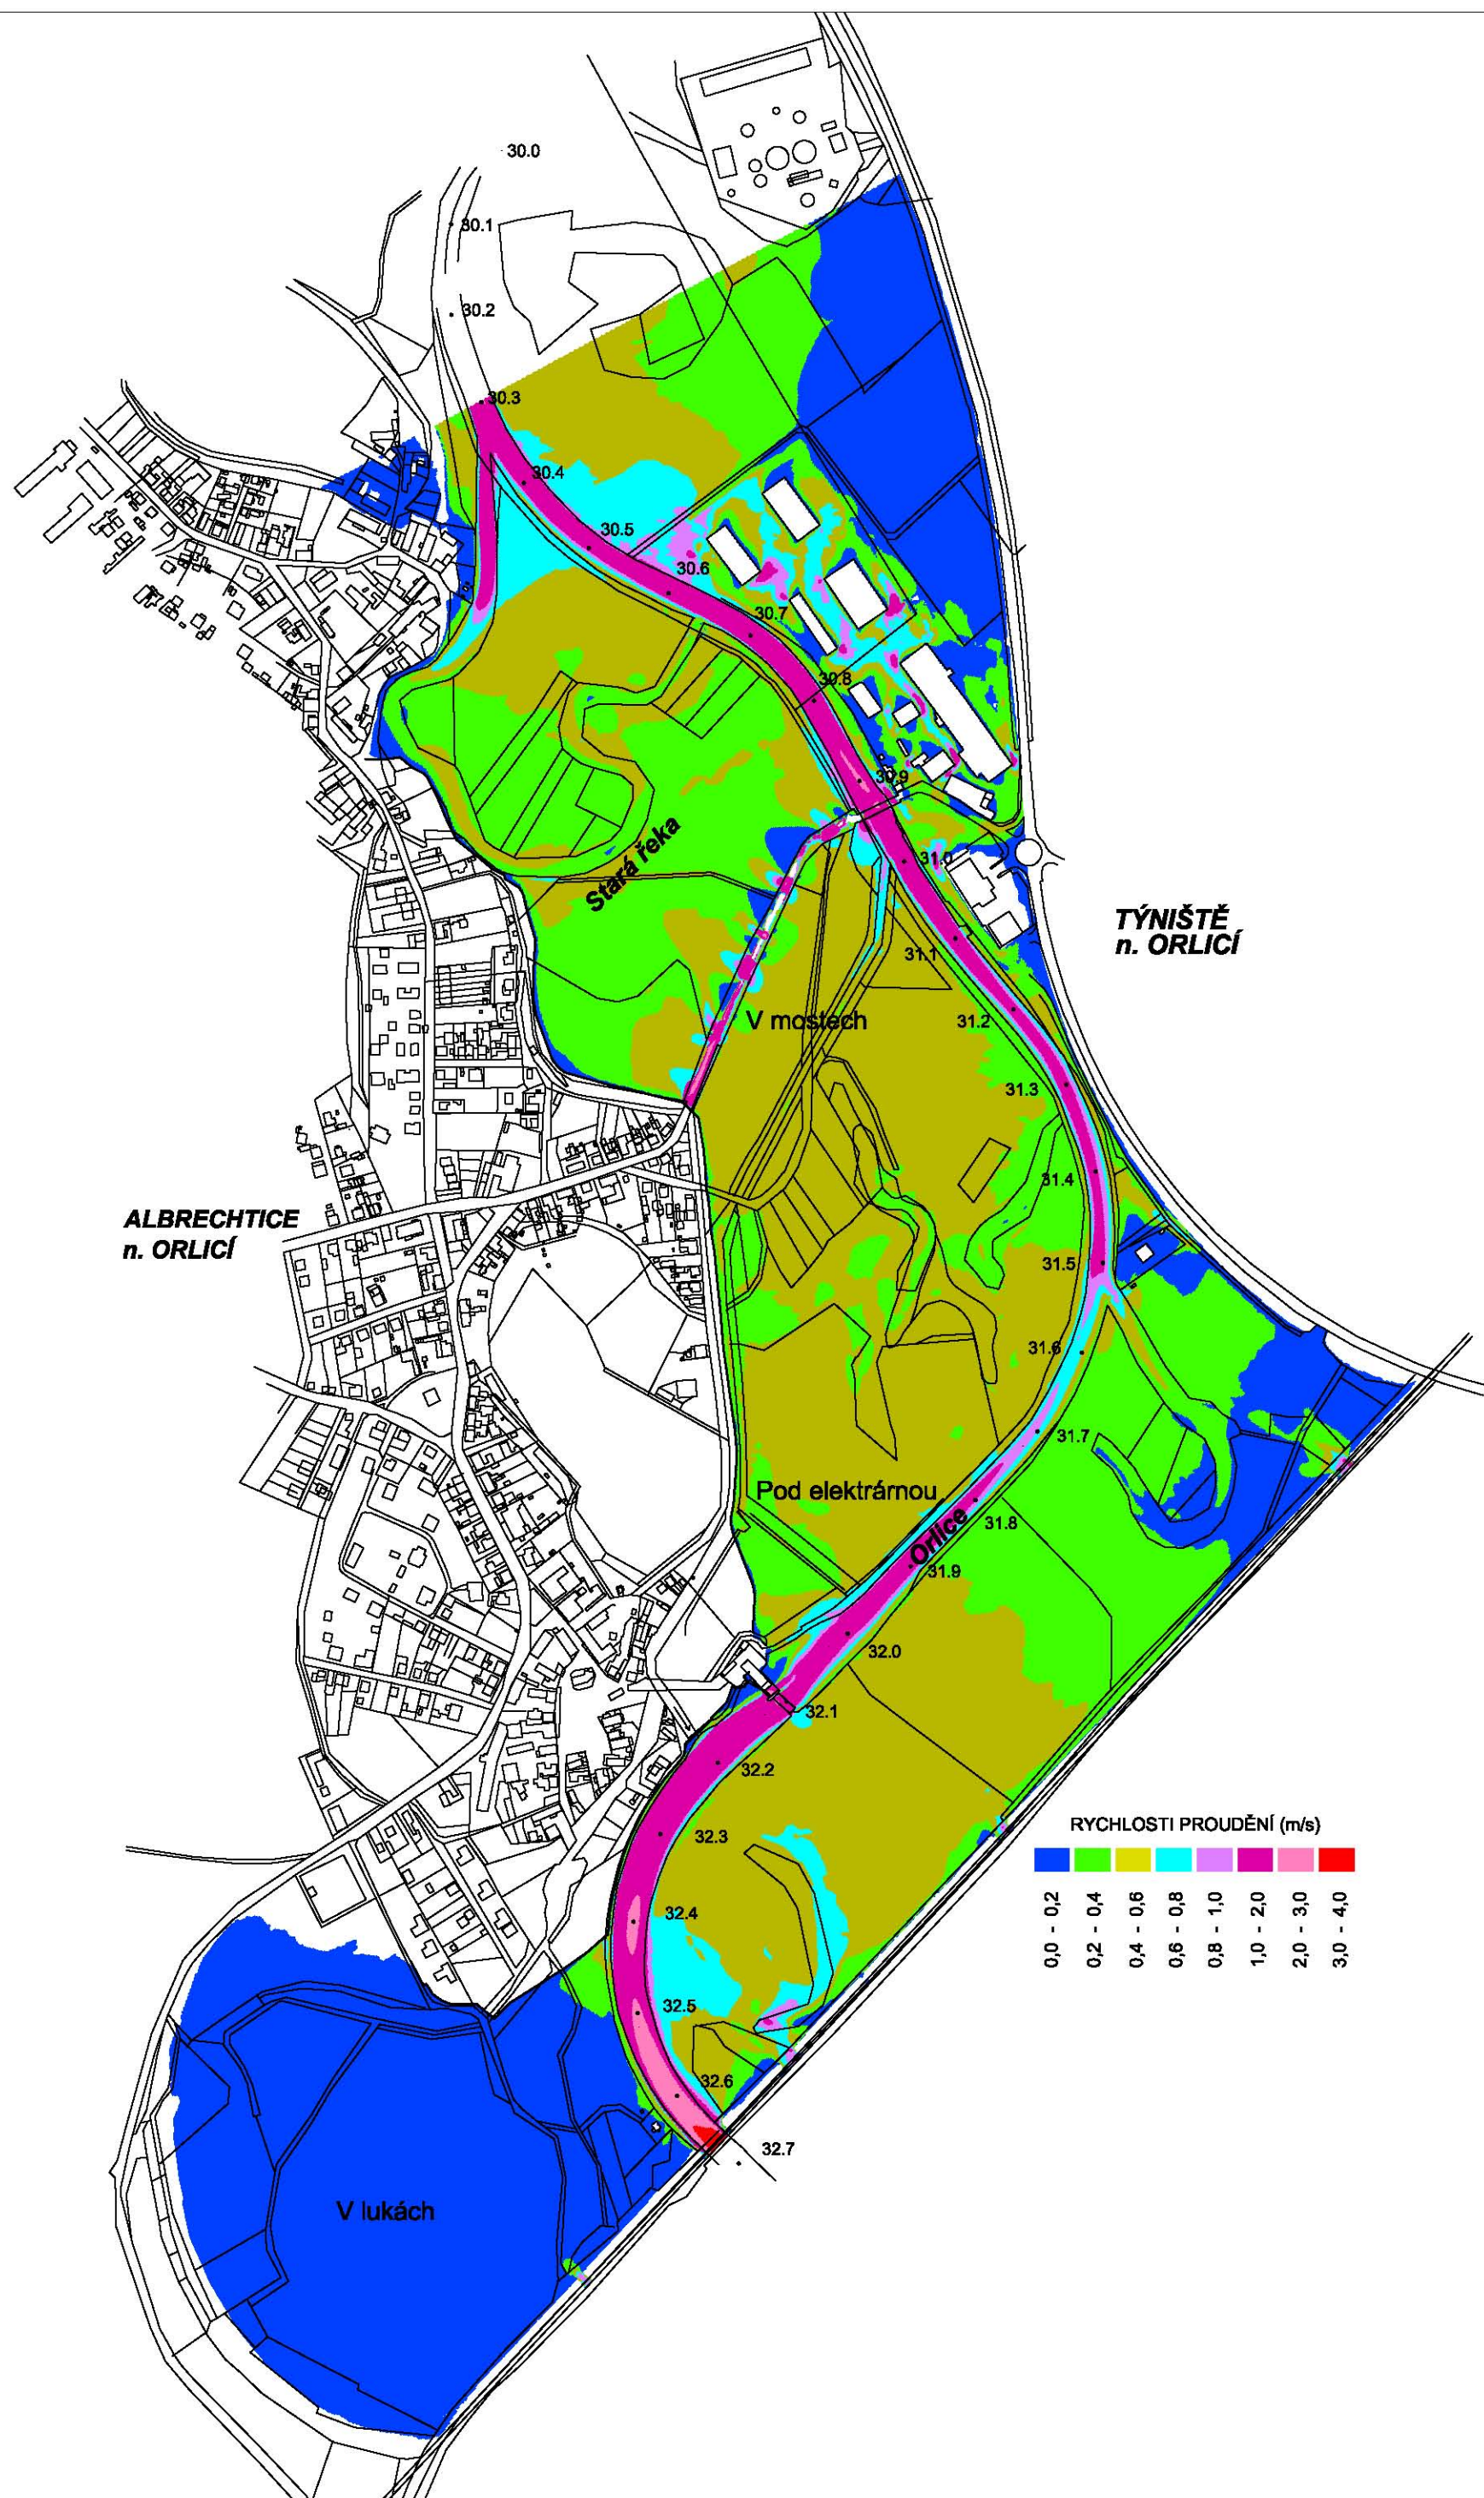 30.0
30.1
30.2
30.3
30.4
30.5
30.6
30.7
30.8
30.9
Stará řeka
31.0
TÝNIŠTĚ
n. ORLICÍ
31.1
V mostech
31.2
31.3
31.4
ALBRECHTICE
n. ORLICÍ
31.5
31.6
31.7
Pod elektrárnou
31.8
Orlice
31.9
32.0
32.1
32.2
RYCHLOSTI PROUDĚNÍ (m/s)
0,0 - 0,2
0,2 - 0,4
0,4 - 0,6
0,6 - 0,8
0,8 - 1,0
1,0 - 2,0
2,0 - 3,0
3,0 - 4,0
32.3
32.4
32.5
32.6
32.7
V lukách